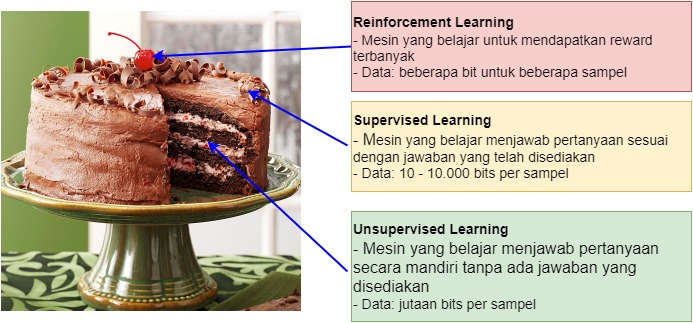 Reinforcement Learning
- Mesin yang belajar untuk mendapatkan reward
terbanyak
- Data: beberapa bit untuk beberapa sampel
Supervised Learning
- Mesin yang belajar menjawab pertanyaan sesuai
dengan jawaban yang telah disediakan
- Data: 10 - 10.000 bits per sampel
Unsupervised Learning
- Mesin yang belajar menjawab pertanyaan
secara mandiri tanpa ada jawaban yang
disediakan
- Data: jutaan bits per sampel